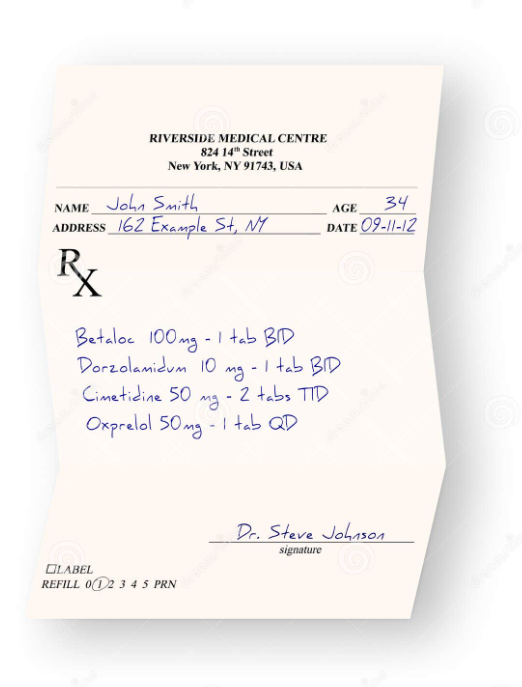 RIVERSIDE MEDICAL CENTRE
824 14th Street
New York, NY 91743, USA
NAME John Smith AGE 34
ADDRESS 162 Example St, NY DATE 09-11-12
RX
Betaloc 100mg - 1 tab BID
Dorzolamidum 10 mg - 1 tab BID
Cimetidine 50 mg - 2 tabs TID
Oxprelol 50mg - 1 tab QD
Dr. Steve Johnson
signature
☐LABEL
REFILL 0 1 2 3 4 5 PRN